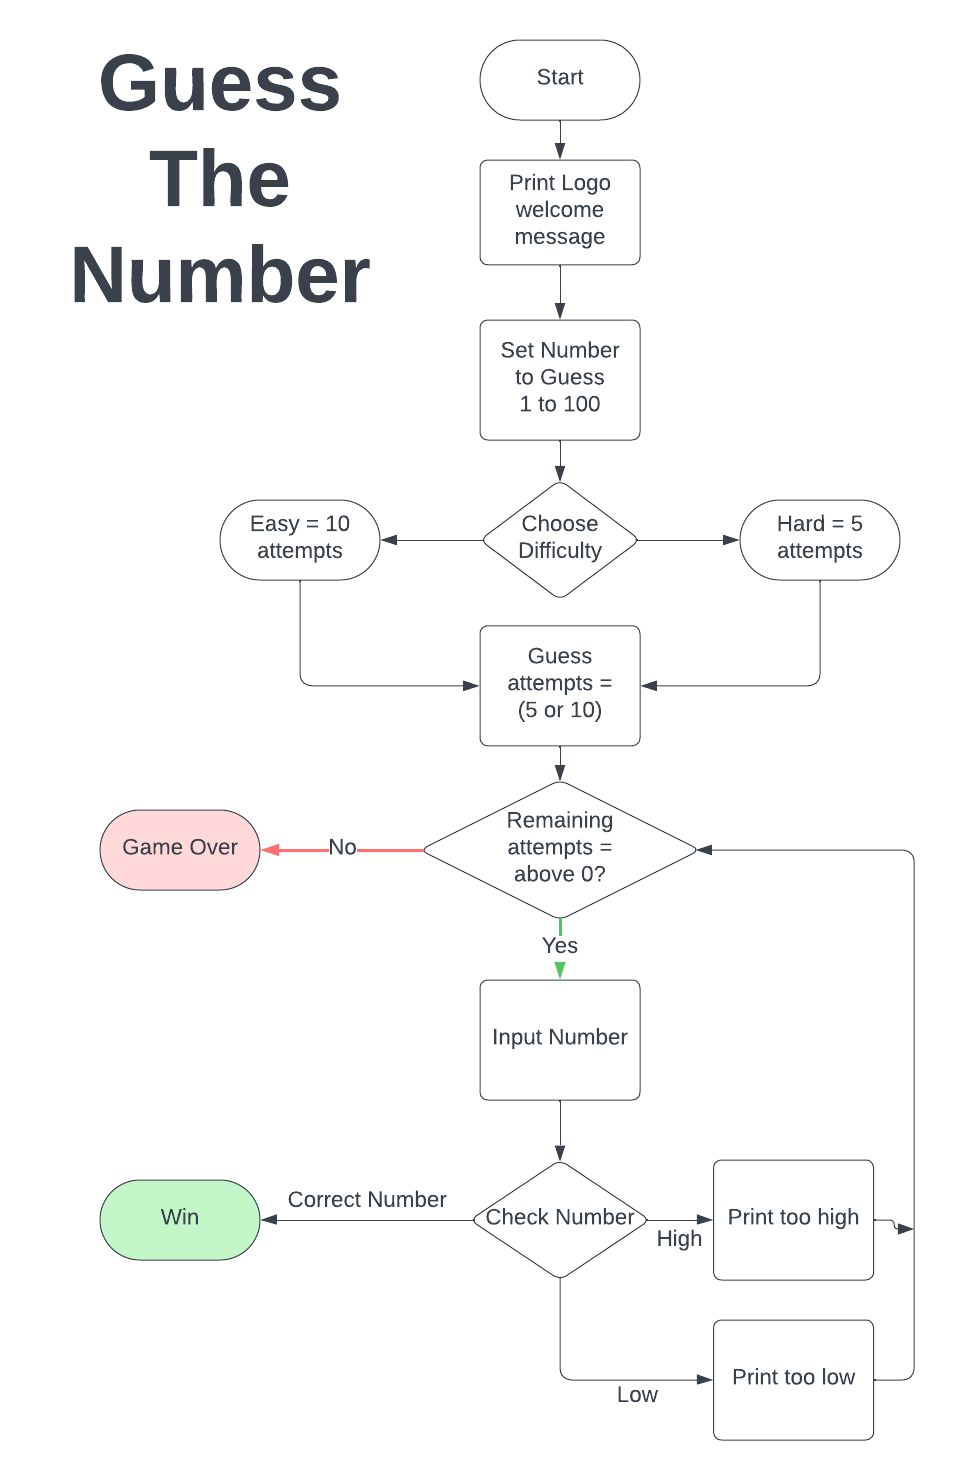 Guess
The
Number
Start
Print Logo
welcome
message
Set Number
to Guess
1 to 100
Choose
Difficulty
Easy = 10
attempts
Hard = 5
attempts
Guess
attempts =
(5 or 10)
Remaining
attempts =
above 0?
No
Game Over
Yes
Input Number
Check Number
Correct Number
Win
High
Print too high
Low
Print too low